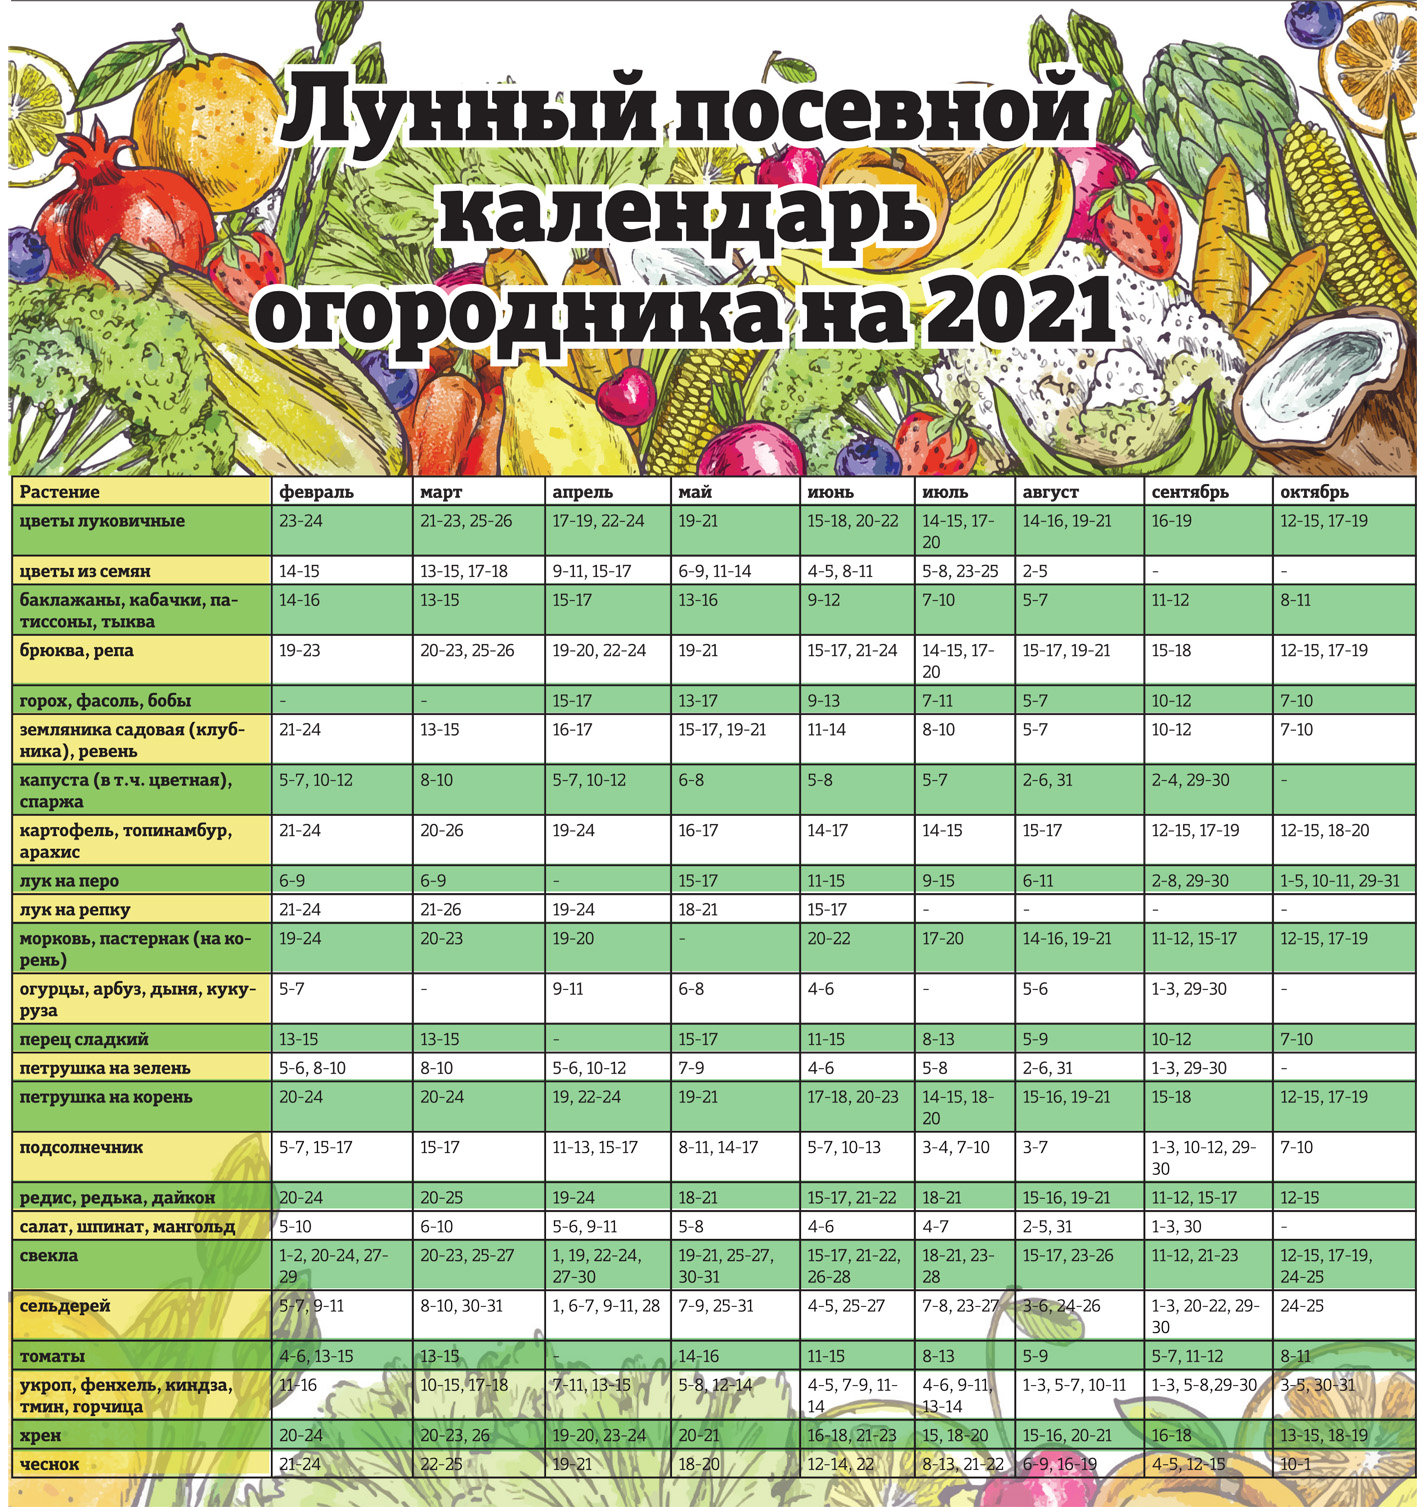 Лунный посевной
календарь
огородника на 2021
Растение февраль март апрель май июнь июль август сентябрь октябрь
цветы луковичные 23-24 21-23, 25-26 17-19, 22-24 19-21 15-18, 20-22 14-15, 17- 14-16, 19-21 16-19 12-15, 17-19
20
цветы из семян 14-15 13-15, 17-18 9-11, 15-17 6-9, 11-14 4-5, 8-11 5-8, 23-25 2-5 - -
баклажаны, кабачки, па- 14-16 13-15 15-17 13-16 9-12 7-10 5-7 11-12 8-11
тиссоны, тыква
брюква, репа 19-23 20-23, 25-26 19-20, 22-24 19-21 15-17, 21-24 14-15, 17- 15-17, 19-21 15-18 12-15, 17-19
20
горох, фасоль, бобы - - 15-17 13-17 9-13 7-11 5-7 10-12 7-10
земляника садовая (клуб- 21-24 13-15 16-17 15-17, 19-21 11-14 8-10 5-7 10-12 7-10
ника), ревень
капуста (в т.ч. цветная), 5-7, 10-12 8-10 5-7, 10-12 6-8 5-8 5-7 2-6, 31 2-4, 29-30 -
спаржа
картофель, топинамбур, 21-24 20-26 19-24 16-17 14-17 14-15 15-17 12-15, 17-19 12-15, 18-20
арахис
лук на перо 6-9 6-9 - 15-17 11-15 9-15 6-11 2-8, 29-30 1-5, 10-11, 29-31
лук на репку 21-24 21-26 19-24 18-21 15-17 - - - -
морковь, пастернак (на ко- 19-24 20-23 19-20 - 20-22 17-20 14-16, 19-21 11-12, 15-17 12-15, 17-19
рень)
огурцы, арбуз, дыня, куку- 5-7 - 9-11 6-8 4-6 - 5-6 1-3, 29-30 -
руза
перец сладкий 13-15 13-15 - 15-17 11-15 8-13 5-9 10-12 7-10
петрушка на зелень 5-6, 8-10 8-10 5-6, 10-12 7-9 4-6 5-8 2-6, 31 1-3, 29-30 -
петрушка на корень 20-24 20-24 19, 22-24 19-21 17-18, 20-23 14-15, 18- 15-16, 19-21 15-18 12-15, 17-19
20
подсолнечник 5-7, 15-17 15-17 11-13, 15-17 8-11, 14-17 5-7, 10-13 3-4, 7-10 3-7 1-3, 10-12, 29- 7-10
30
редис, редька, дайкон 20-24 20-25 19-24 18-21 15-17, 21-22 18-21 15-16, 19-21 11-12, 15-17 12-15
салат, шпинат, мангольд 5-10 6-10 5-6, 9-11 5-8 4-6 4-7 2-5, 31 1-3, 30 -
свекла 1-2, 20-24, 27- 20-23, 25-27 1, 19, 22-24, 19-21, 25-27, 15-17, 21-22, 18-21, 23- 15-17, 23-26 11-12, 21-23 12-15, 17-19,
29 27-30 30-31 26-28 28 24-25
сельдерей 5-7, 9-11 8-10, 30-31 1, 6-7, 9-11, 28 7-9, 25-31 4-5, 25-27 7-8, 23-27 3-6, 24-26 1-3, 20-22, 29- 24-25
30
томаты 4-6, 13-15 13-15 - 14-16 11-15 8-13 5-9 5-7, 11-12 8-11
укроп, фенхель, киндза, 11-16 10-15, 17-18 7-11, 13-15 5-8, 12-14 4-5, 7-9, 11- 4-6, 9-11, 1-3, 5-7, 10-11 1-3, 5-8,29-30 3-5, 30-31
тмин, горчица 14 13-14
хрен 20-24 20-23, 26 19-20, 23-24 20-21 16-18, 21-23 15, 18-20 15-16, 20-21 16-18 13-15, 18-19
чеснок 21-24 22-25 19-21 18-20 12-14, 22 8-13, 21-22 6-9, 16-19 4-5, 12-15 10-1